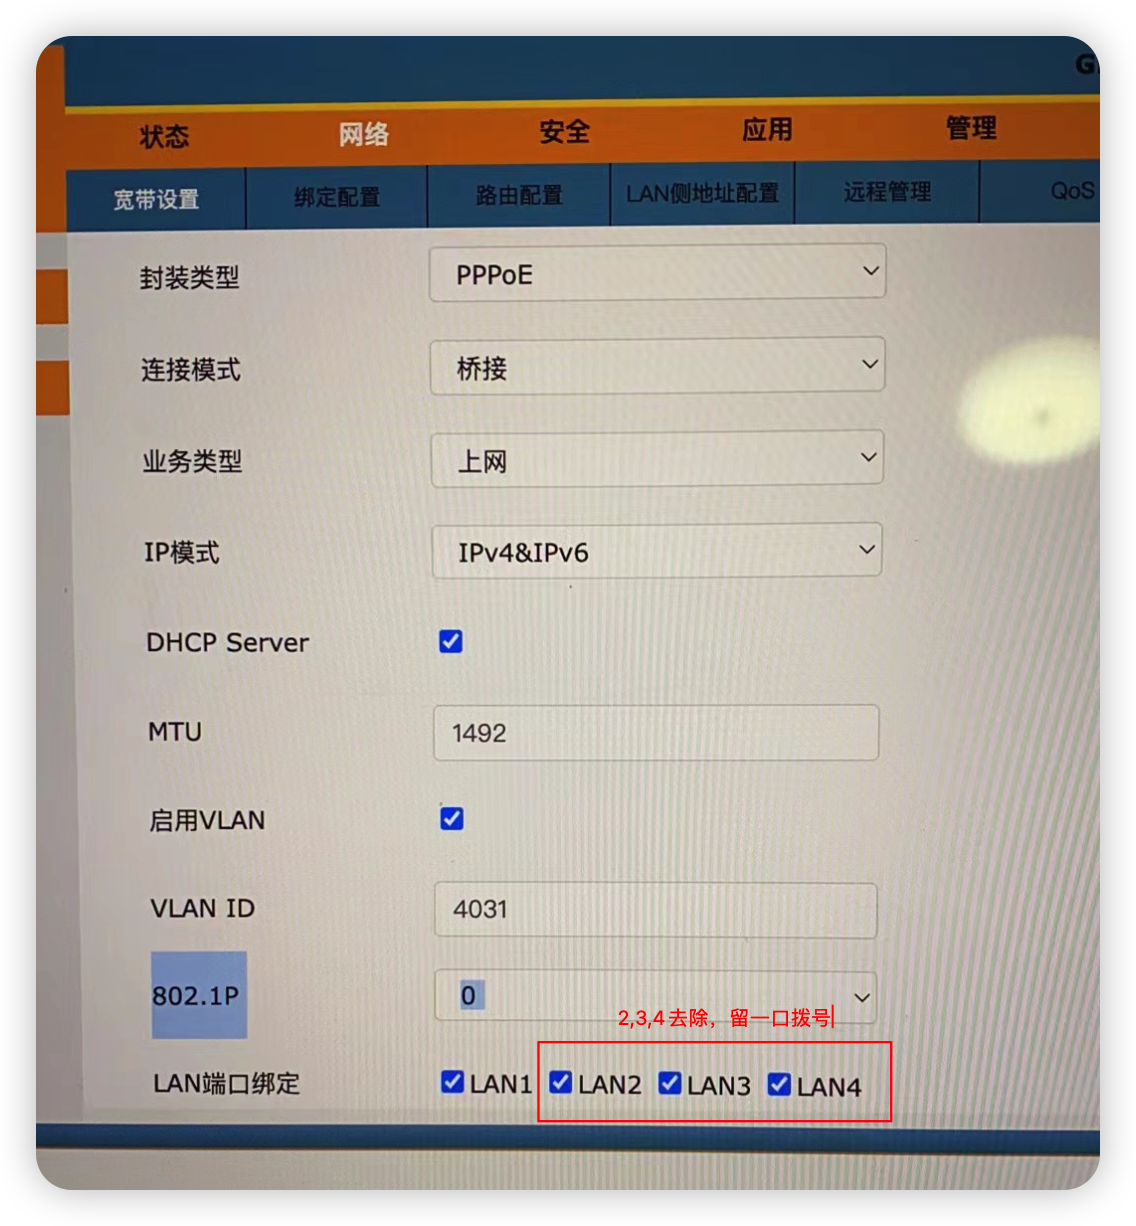 状态 网络 安全 应用 管理
宽带设置 绑定配置 路由配置 LAN侧地址配置 远程管理 QoS
封装类型 PPPoE
连接模式 桥接
业务类型 上网
IP模式 IPv4&IPv6
DHCP Server
MTU 1492
启用VLAN
VLAN ID 4031
802.1P 0
2,3,4去除，留一口拨号
LAN端口绑定 LAN1 LAN2 LAN3 LAN4